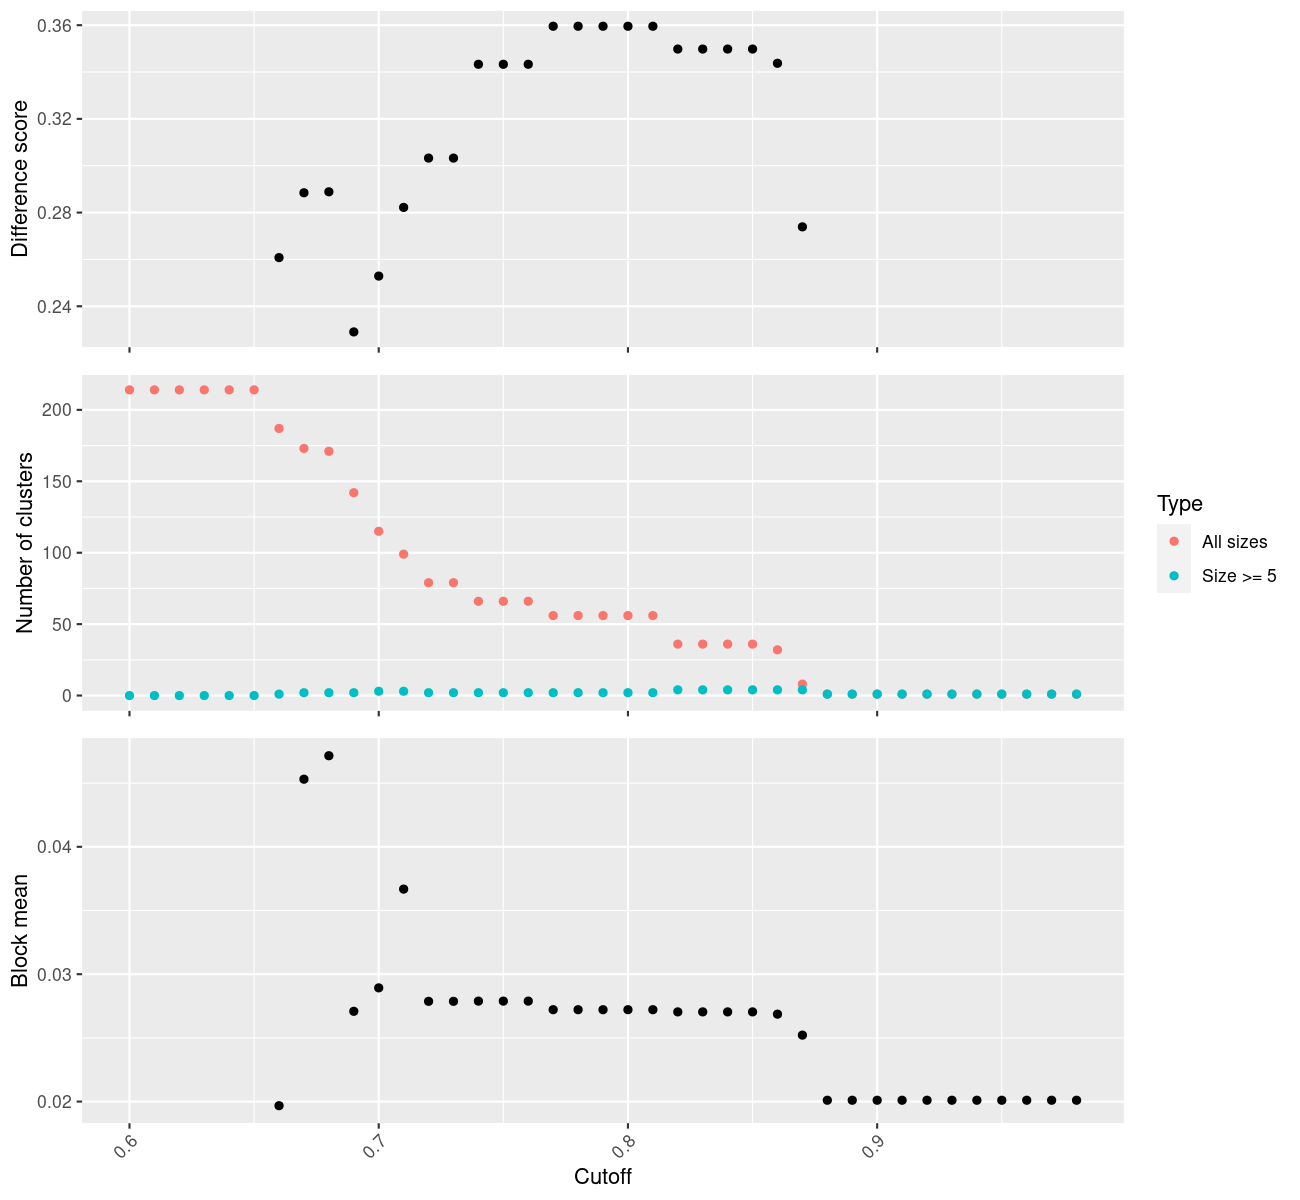 Difference score
0.36
0.32
0.28
0.24
Number of clusters
200
150
100
50
0
Type
All sizes
Size >= 5
Block mean
0.04
0.03
0.02
0.6
0.7
0.8
0.9
Cutoff